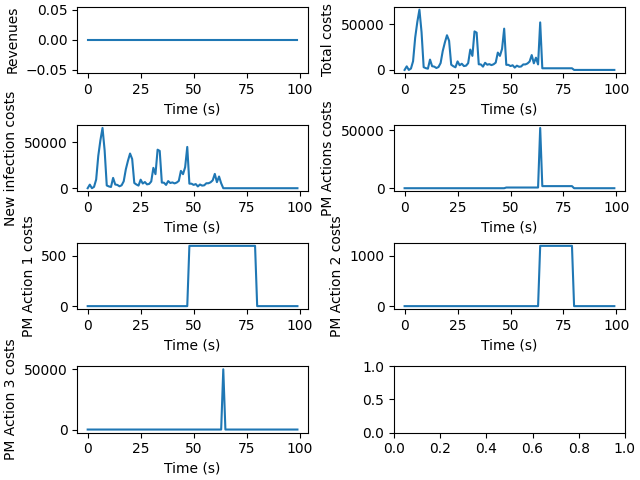 Revenues
0.05
0.00
−0.05
0 25 50 75 100
Time (s)
Total costs
50000
0
0 25 50 75 100
Time (s)
New infection costs
50000
0
0 25 50 75 100
Time (s)
PM Actions costs
50000
0
0 25 50 75 100
Time (s)
PM Action 1 costs
500
0
0 25 50 75 100
Time (s)
PM Action 2 costs
1000
0
0 25 50 75 100
Time (s)
PM Action 3 costs
50000
0
0 25 50 75 100
Time (s)
1.0
0.5
0.0
0.0 0.2 0.4 0.6 0.8 1.0